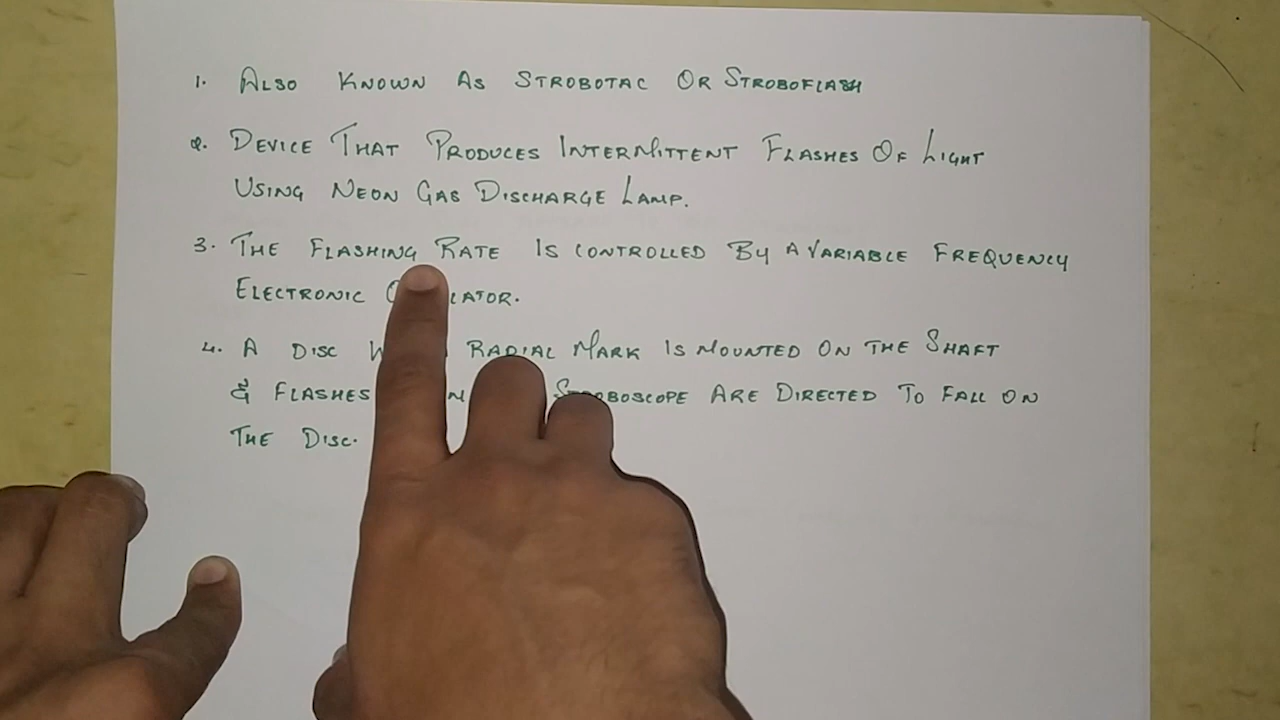 1. ALSO KNOWN AS STROBOTAC OR STROBOFLASH
2. DEVICE THAT PRODUCES INTERMITTENT FLASHES OF LIGHT
USING NEON GAS DISCHARGE LAMP.
3. THE FLASHING RATE IS CONTROLLED BY A VARIABLE FREQUENCY
ELECTRONIC
4. A DISC RADIAL MARK IS MOUNTED ON THE SHAFT
& FLASHES STROBOSCOPE ARE DIRECTED TO FALL ON
THE DISC.